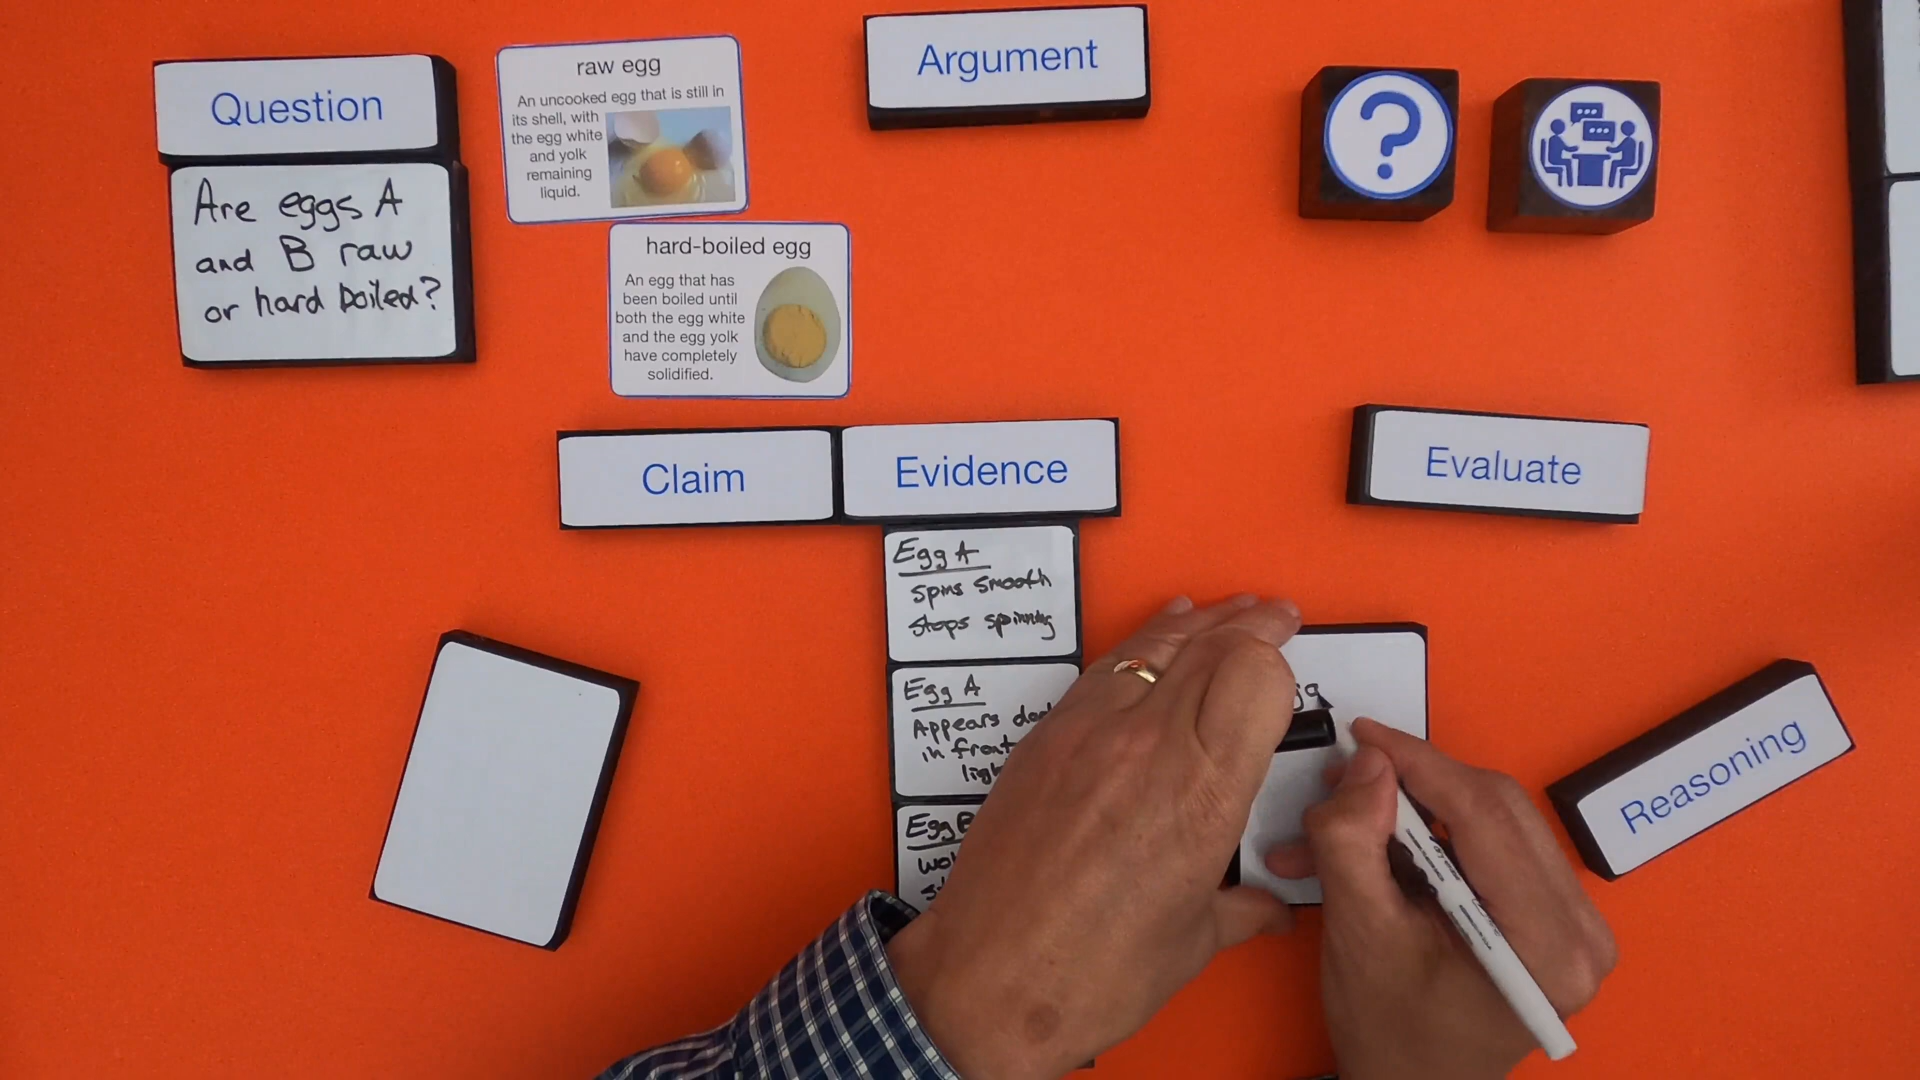 Question
Are eggs A
and B raw
or hard boiled?
raw egg
An uncooked egg that is still in
its shell, with
the egg white
and yolk
remaining
liquid.
hard-boiled egg
An egg that has
been boiled until
both the egg white
and the egg yolk
have completely
solidified.
Argument
Claim
Evidence
Egg A
spins smooth
stops spinning
Egg A
Appears
in front
Egg B
Evaluate
Reasoning